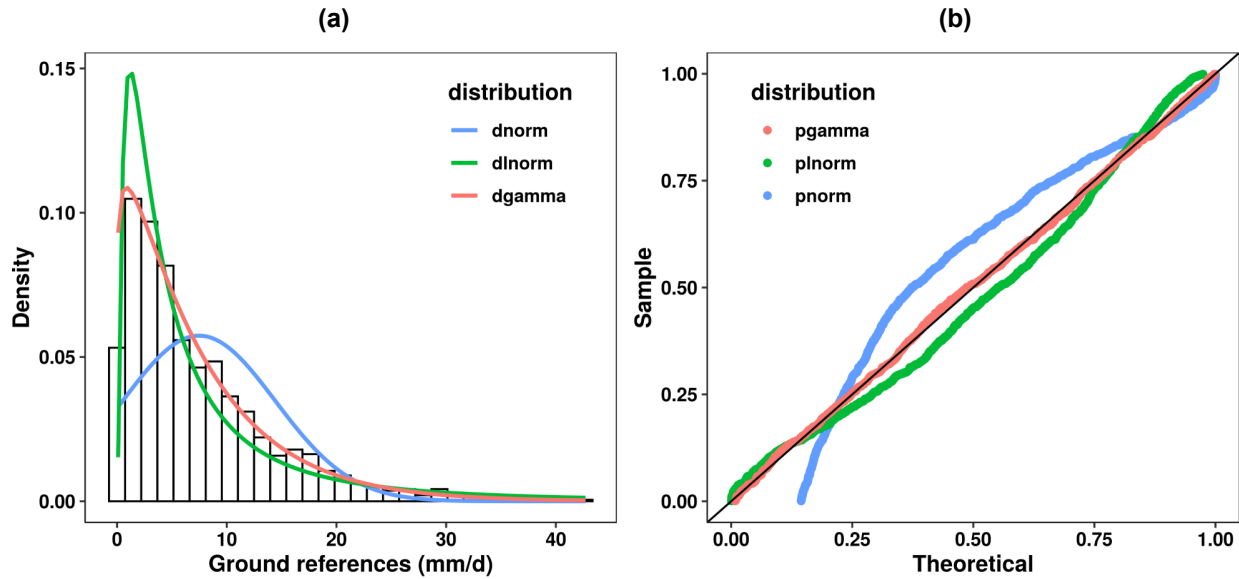 (a)
0.15
0.10
0.05
0.00
Density
distribution
dnorm
dlnorm
dgamma
0 10 20 30 40
Ground references (mm/d)
(b)
1.00
0.75
0.50
0.25
0.00
Sample
distribution
pgamma
plnorm
pnorm
0.00 0.25 0.50 0.75 1.00
Theoretical